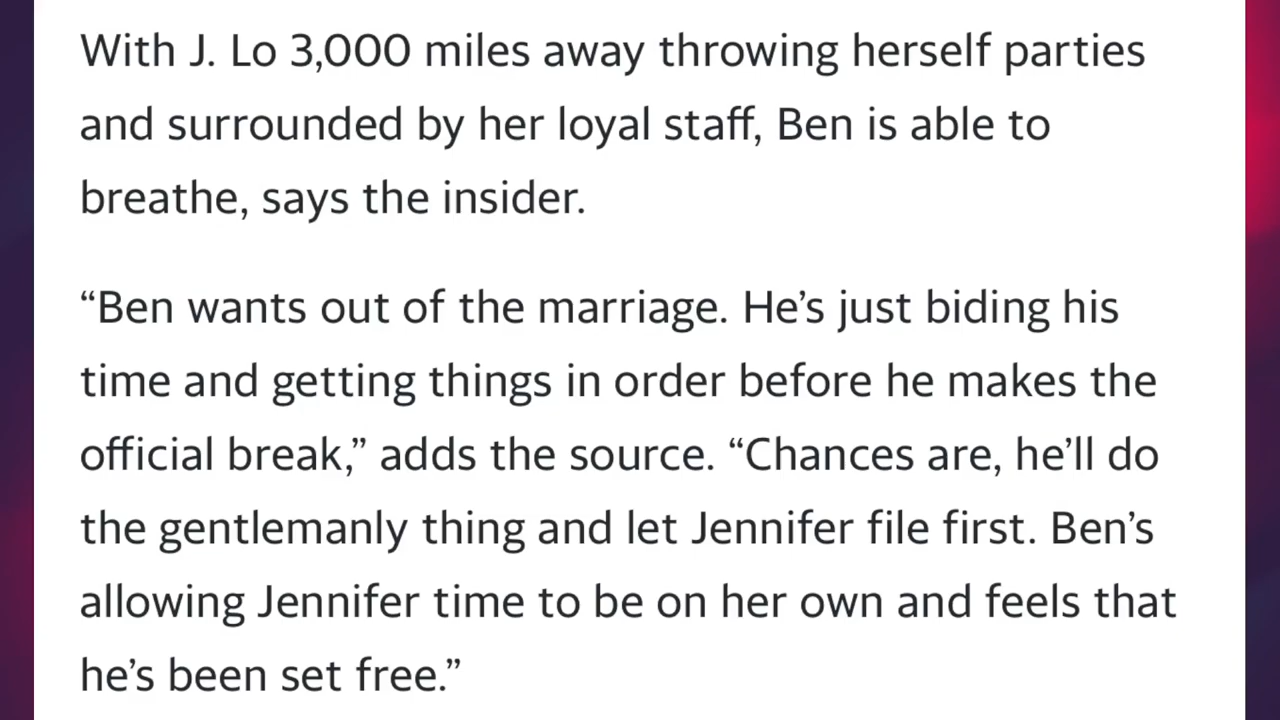 With J. Lo 3,000 miles away throwing herself parties
and surrounded by her loyal staff, Ben is able to
breathe, says the insider.
“Ben wants out of the marriage. He’s just biding his
time and getting things in order before he makes the
official break,” adds the source. “Chances are, he’ll do
the gentlemanly thing and let Jennifer file first. Ben’s
allowing Jennifer time to be on her own and feels that
he’s been set free.”